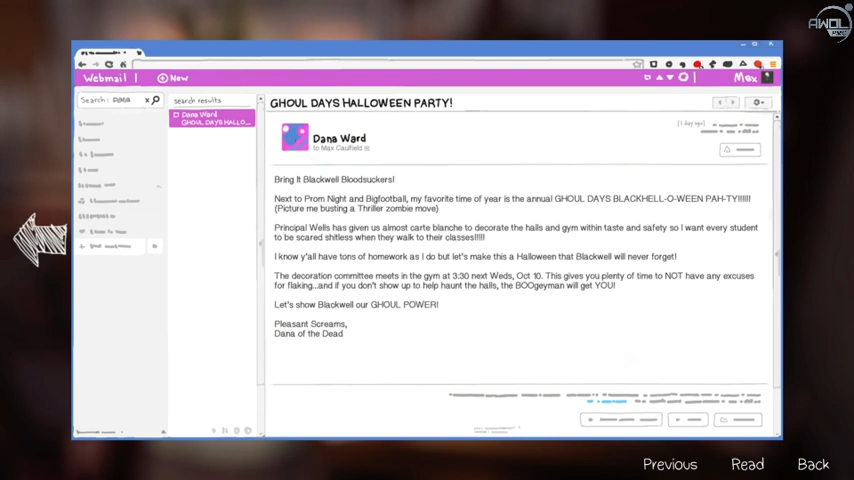 AWOL
Webmail | + New
Max
Search: DANA x
search results
Dana Ward
GHOUL DAYS HALLO...
GHOUL DAYS HALLOWEEN PARTY!
Dana Ward
to Max Caulfield
(1 day ago)
Bring It Blackwell Bloodsuckers!
Next to Prom Night and Bigfootball, my favorite time of year is the annual GHOUL DAYS BLACKHELL-O-WEEN PAH-TY!!!!!!
(Picture me busting a Thriller zombie move)
Principal Wells has given us almost carte blanche to decorate the halls and gym within taste and safety so I want every student
to be scared shitless when they walk to their classes!!!!!
I know y'all have tons of homework as I do but let's make this a Halloween that Blackwell will never forget!
The decoration committee meets in the gym at 3:30 next Weds, Oct 10. This gives you plenty of time to NOT have any excuses
for flaking...and if you don't show up to help haunt the halls, the BOOgeyman will get YOU!
Let's show Blackwell our GHOUL POWER!
Pleasant Screams,
Dana of the Dead
Previous
Read
Back